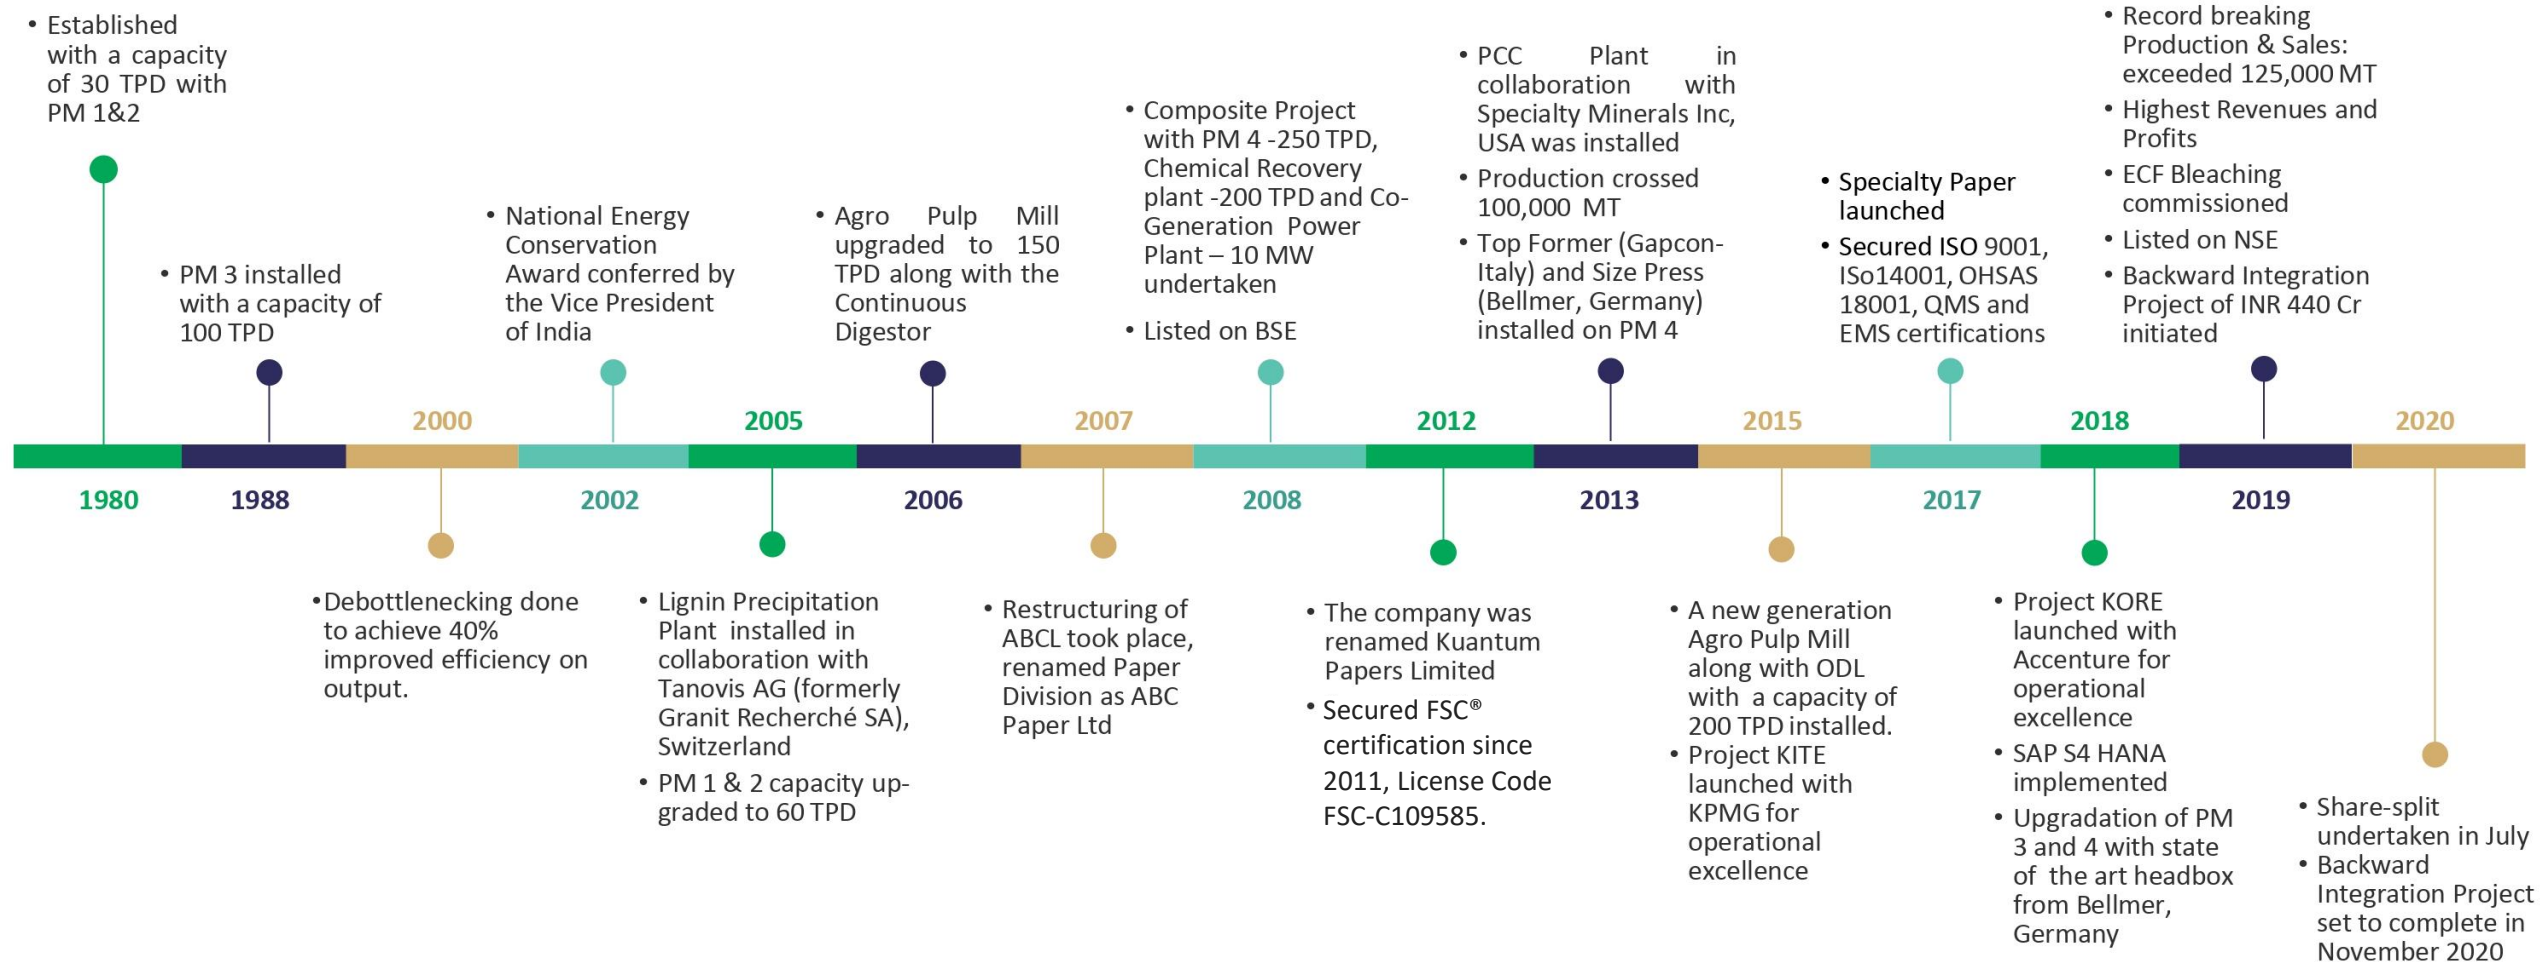 • Established
with a capacity
of 30 TPD with
PM 1&2
1980
• PM 3 installed
with a capacity of
100 TPD
1988
2000
•Debottlenecking done
to achieve 40%
improved efficiency on
output.
• National Energy
Conservation
Award conferred by
the Vice President
of India
2002
2005
• Lignin Precipitation
Plant installed in
collaboration with
Tanovis AG (formerly
Granit Recherché SA),
Switzerland
• PM 1 & 2 capacity up-
graded to 60 TPD
• Agro Pulp Mill
upgraded to 150
TPD along with the
Continuous
Digestor
2006
2007
• Restructuring of
ABCL took place,
renamed Paper
Division as ABC
Paper Ltd
• Composite Project
with PM 4 -250 TPD,
Chemical Recovery
plant -200 TPD and Co-
Generation Power
Plant – 10 MW
undertaken
• Listed on BSE
2008
2012
• The company was
renamed Kuantum
Papers Limited
• Secured FSC®
certification since
2011, License Code
FSC-C109585.
• PCC Plant in
collaboration with
Specialty Minerals Inc,
USA was installed
• Production crossed
100,000 MT
• Top Former (Gapcon-
Italy) and Size Press
(Bellmer, Germany)
installed on PM 4
2013
2015
• A new generation
Agro Pulp Mill
along with ODL
with a capacity of
200 TPD installed.
• Project KITE
launched with
KPMG for
operational
excellence
• Specialty Paper
launched
• Secured ISO 9001,
ISo14001, OHSAS
18001, QMS and
EMS certifications
2017
2018
• Project KORE
launched with
Accenture for
operational
excellence
• SAP S4 HANA
implemented
• Upgradation of PM
3 and 4 with state
of the art headbox
from Bellmer,
Germany
• Record breaking
Production & Sales:
exceeded 125,000 MT
• Highest Revenues and
Profits
• ECF Bleaching
commissioned
• Listed on NSE
• Backward Integration
Project of INR 440 Cr
initiated
2019
2020
• Share-split
undertaken in July
• Backward
Integration Project
set to complete in
November 2020